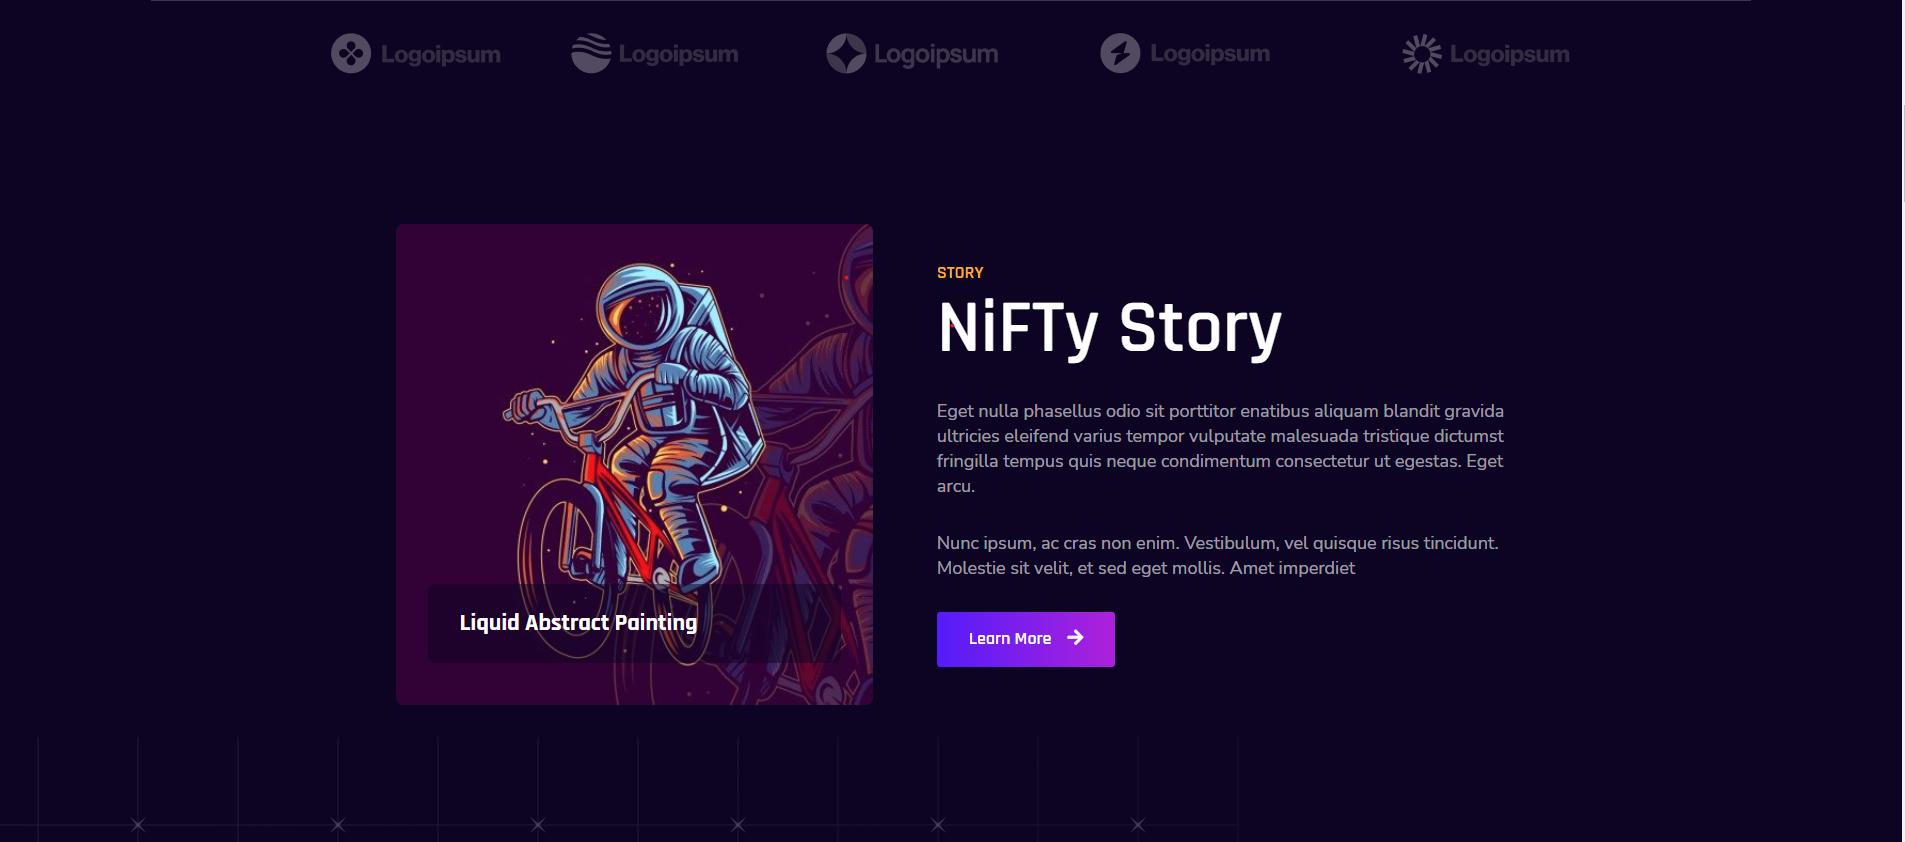 Logoipsum Logoipsum Logoipsum Logoipsum Logoipsum
STORY
NiFTy Story
Eget nulla phasellus odio sit porttitor enatibus aliquam blandit gravida
ultricies eleifend varius tempor vulputate malesuada tristique dictumst
fringilla tempus quis neque condimentum consectetur ut egestas. Eget
arcu.
Nunc ipsum, ac cras non enim. Vestibulum, vel quisque risus tincidunt.
Molestie sit velit, et sed eget mollis. Amet imperdiet
Liquid Abstract Painting
Learn More